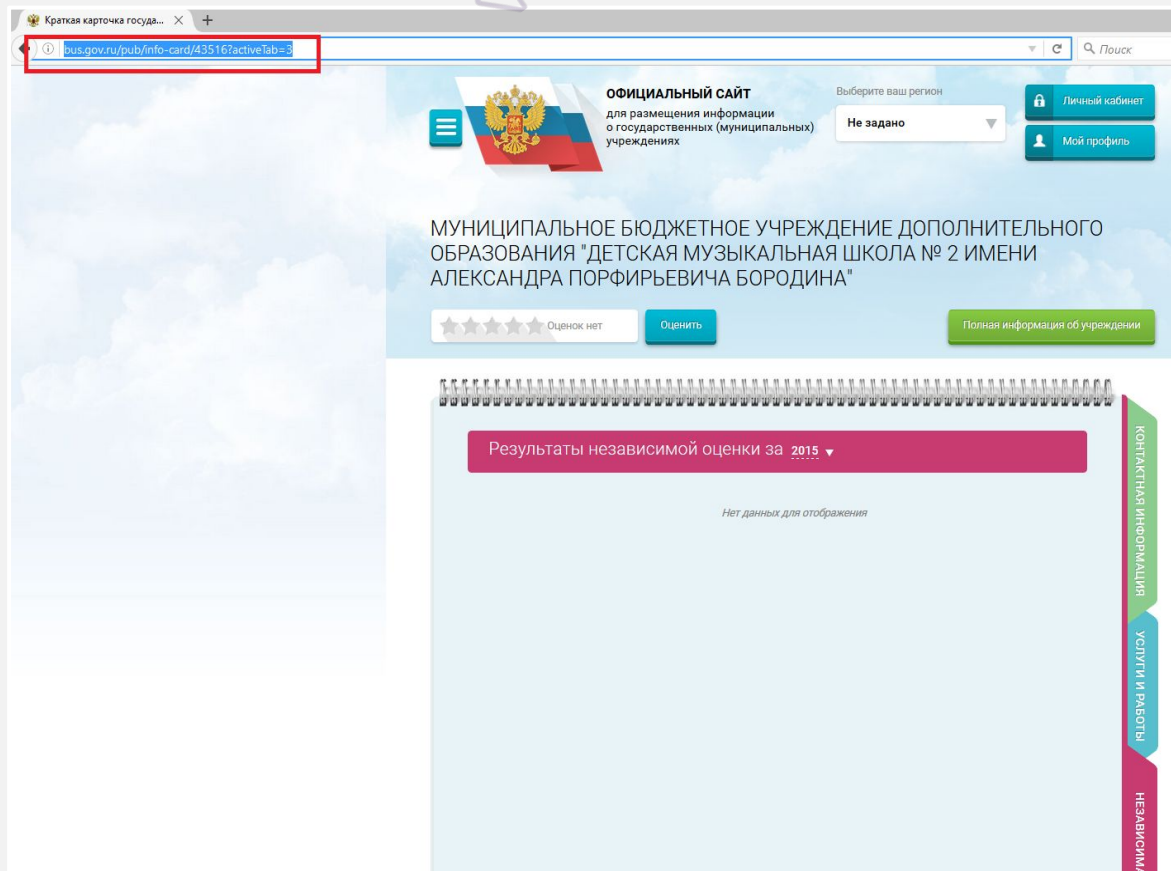 Краткая карточка госуда...
bus.gov.ru/pub/info-card/43516?activeTab=3
Поиск
ОФИЦИАЛЬНЫЙ САЙТ
для размещения информации
о государственных (муниципальных)
учреждениях
Выберите ваш регион
Не задано
Личный кабинет
Мой профиль
МУНИЦИПАЛЬНОЕ БЮДЖЕТНОЕ УЧРЕЖДЕНИЕ ДОПОЛНИТЕЛЬНОГО
ОБРАЗОВАНИЯ "ДЕТСКАЯ МУЗЫКАЛЬНАЯ ШКОЛА № 2 ИМЕНИ
АЛЕКСАНДРА ПОРФИРЬЕВИЧА БОРОДИНА"
Оценок нет
Оценить
Полная информация об учреждении
Результаты независимой оценки за 2015
Нет данных для отображения
КОНТАКТНАЯ ИНФОРМАЦИЯ
УСЛУГИ И РАБОТЫ
НЕЗАВИСИМА